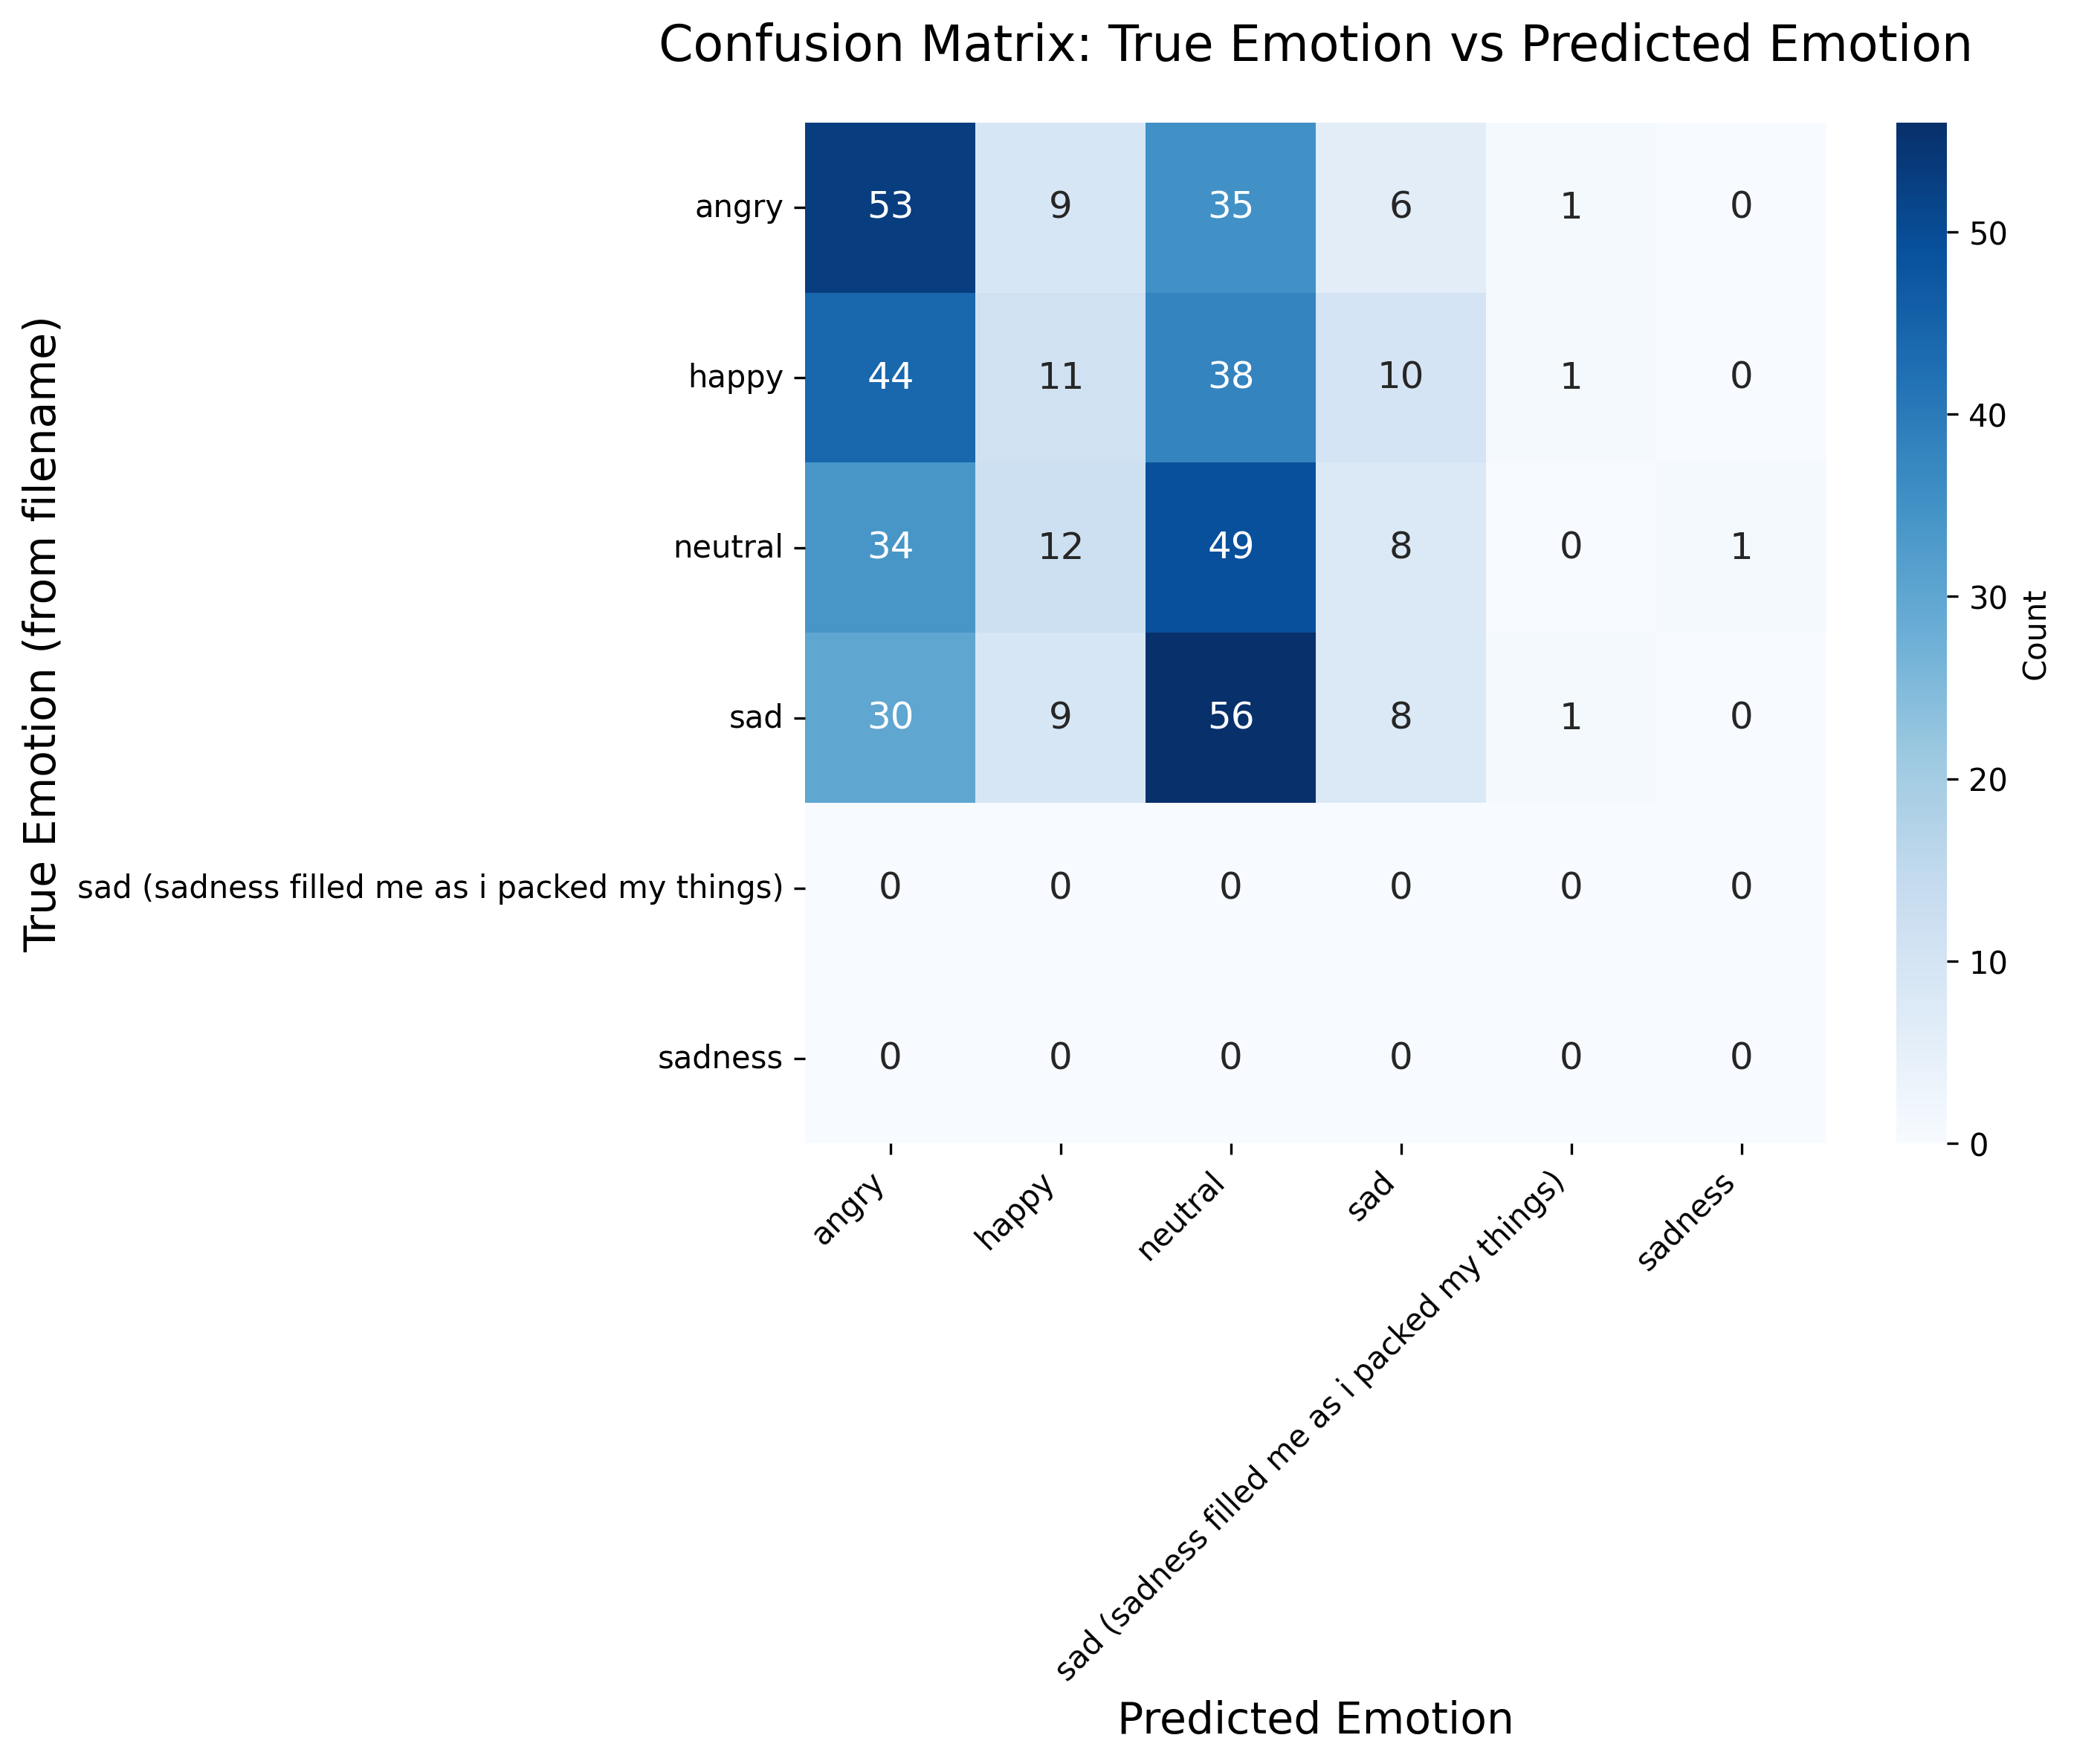 Confusion Matrix: True Emotion vs Predicted Emotion
True Emotion (from filename)
angry 53 9 35 6 1 0
happy 44 11 38 10 1 0
neutral 34 12 49 8 0 1
sad 30 9 56 8 1 0
sad (sadness filled me as i packed my things) 0 0 0 0 0 0
sadness 0 0 0 0 0 0
angry
happy
neutral
sad
sad (sadness filled me as i packed my things)
sadness
Predicted Emotion
50
40
30
20
10
0
Count